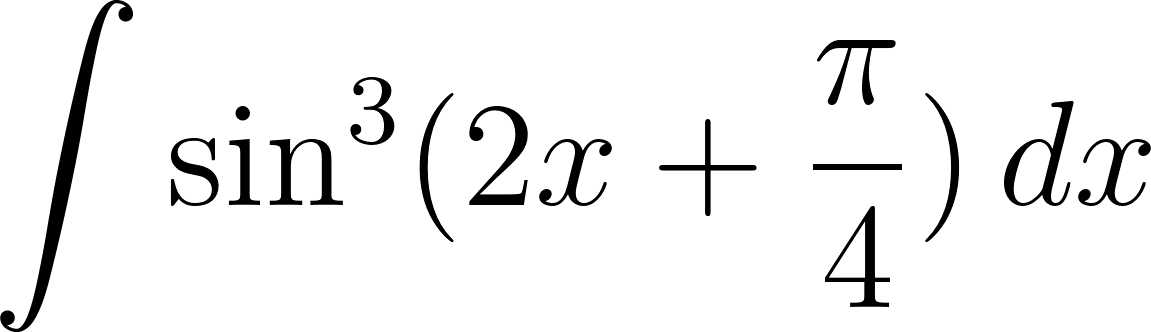 ∫ sin³(2x + π/4) dx